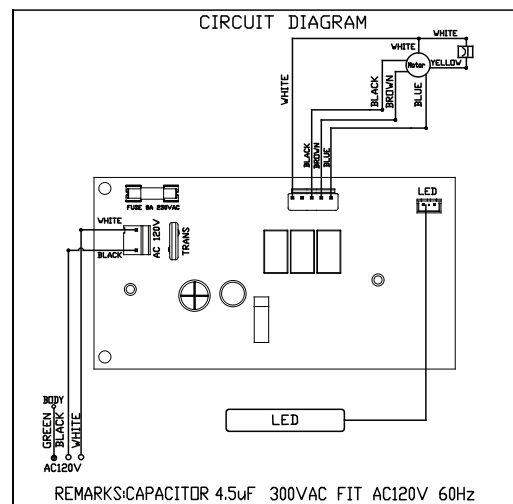 CIRCUIT DIAGRAM
WHITE
WHITE
Motor
YELLOW
WHITE
BLACK
BROWN
BLUE
BLACK
BROWN
BLUE
LED
FUSE 5A 250VAC
WHITE
BLACK
AC 120V
TRANS
BODY
GREEN
BLACK
WHITE
AC120V
LED
REMARKS:CAPACITOR 4.5uF 300VAC FIT AC120V 60Hz